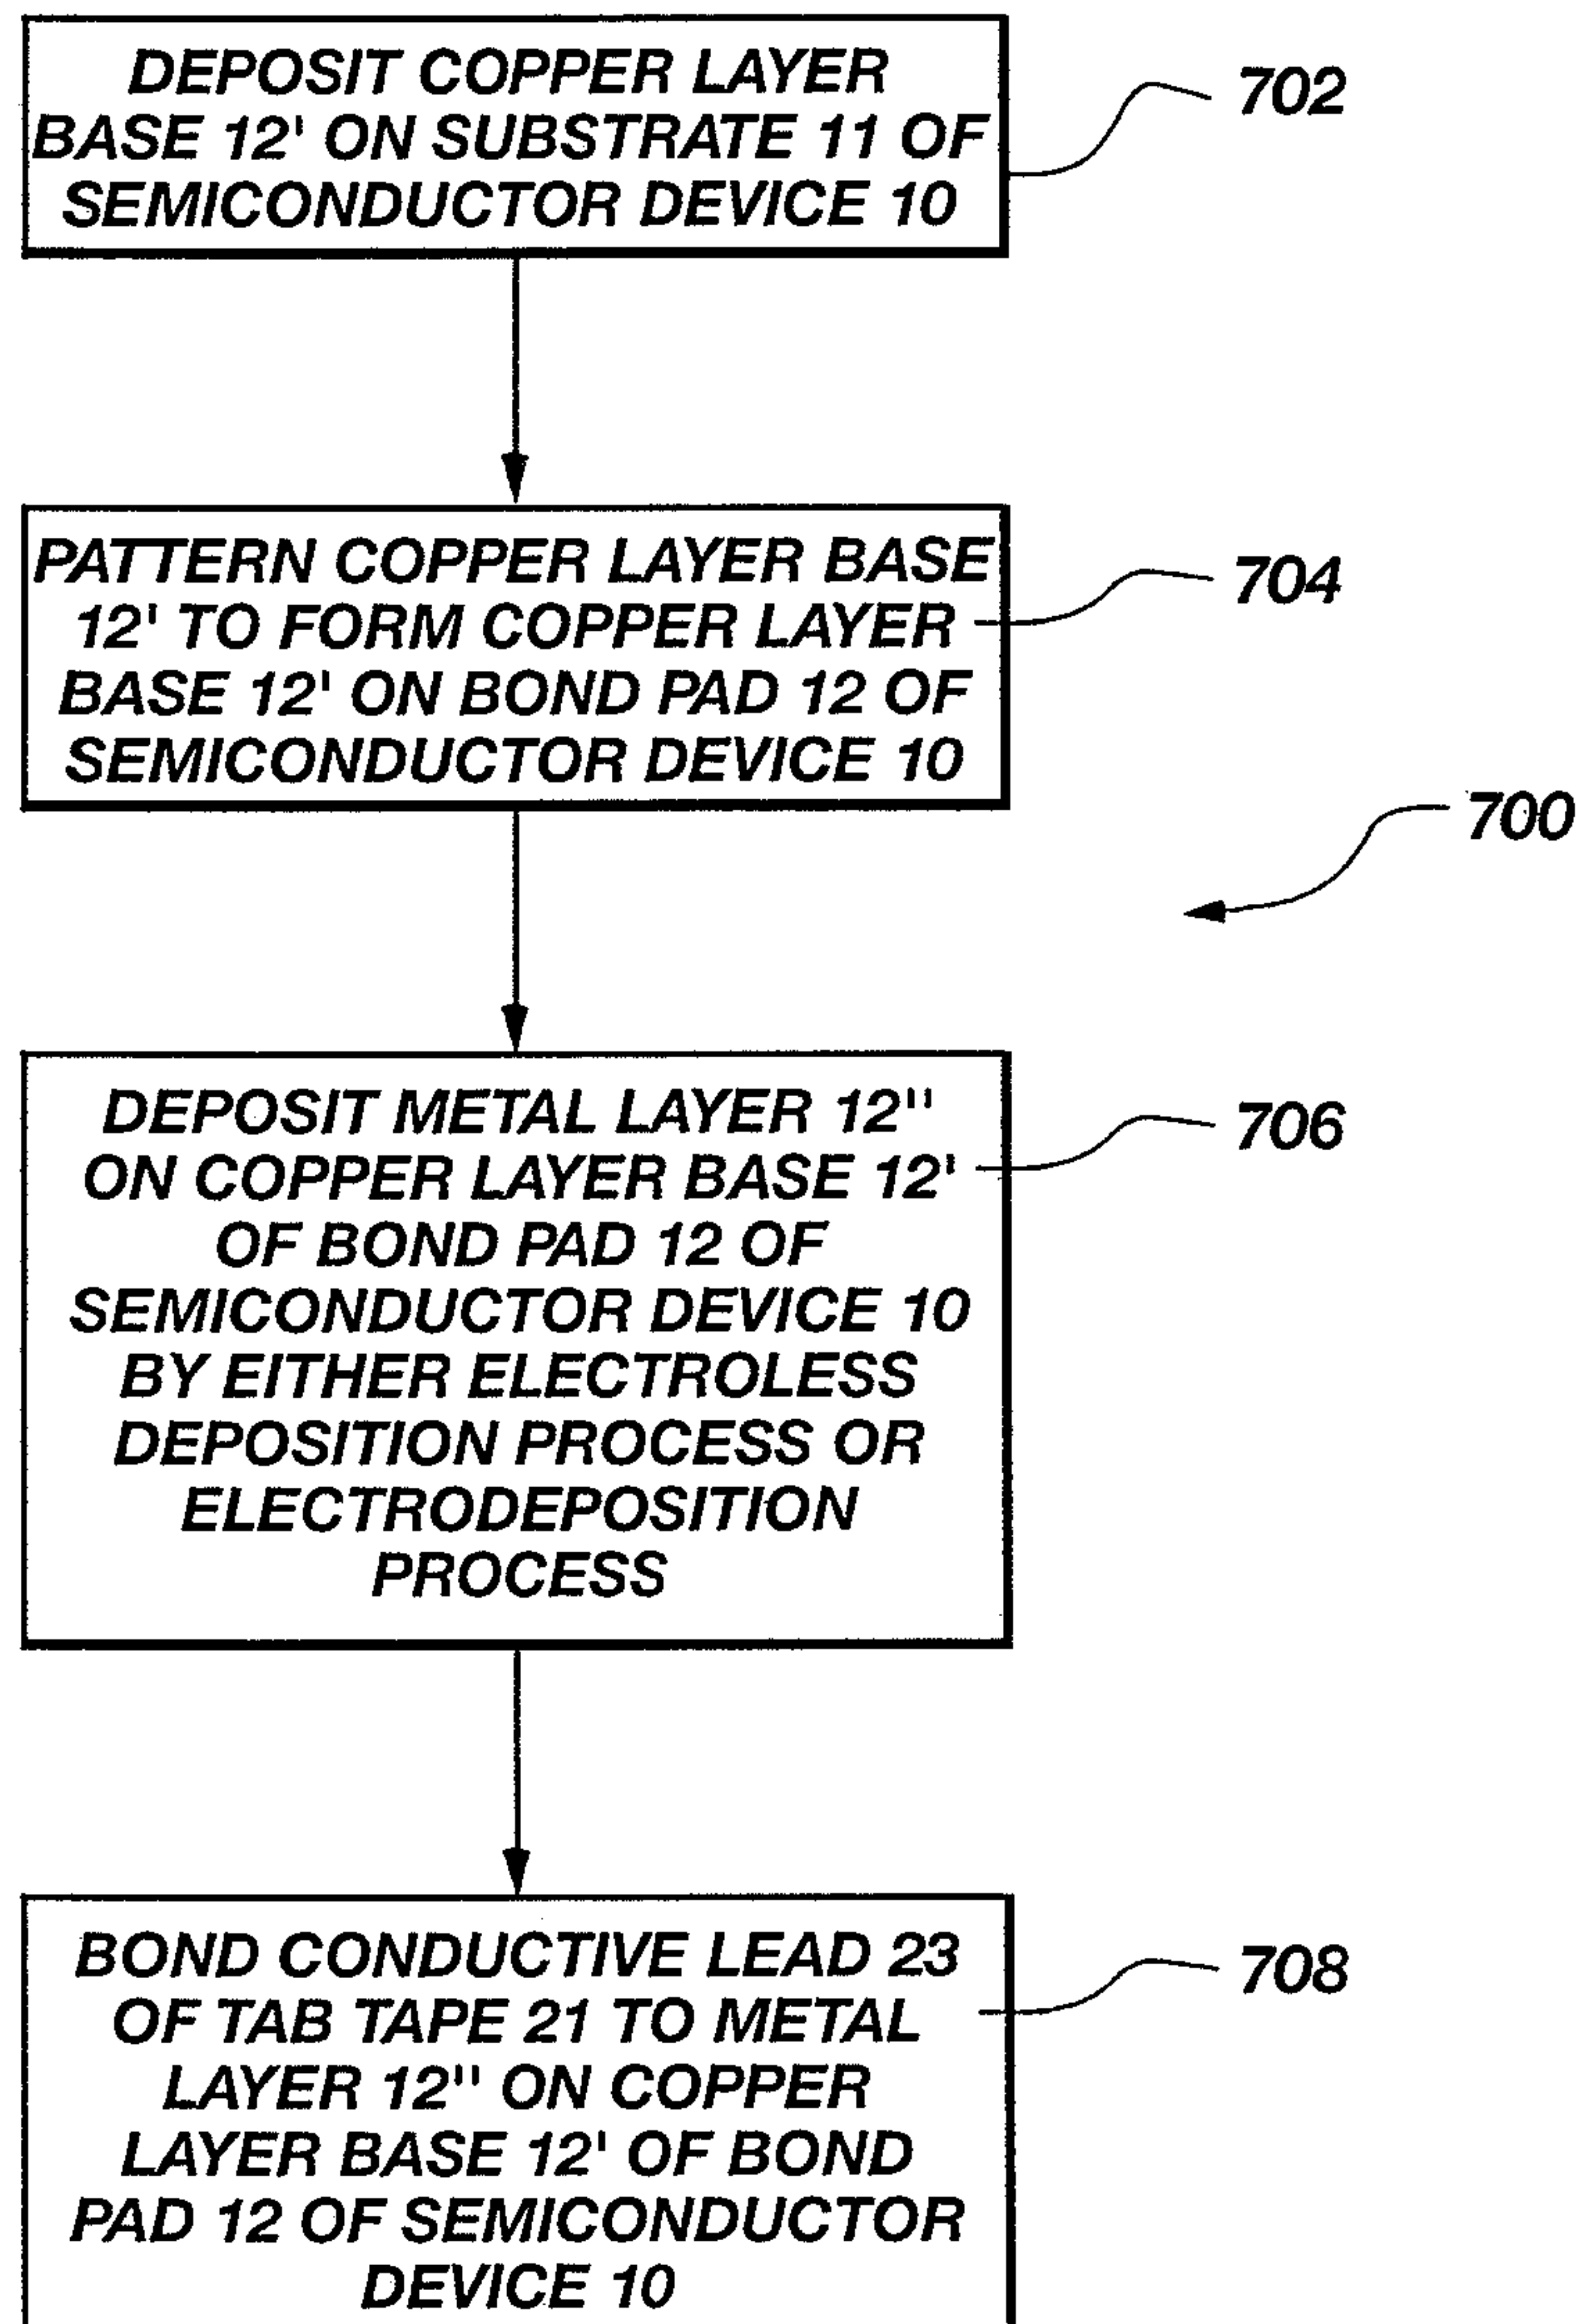 DEPOSIT COPPER LAYER
BASE 12' ON SUBSTRATE 11 OF
SEMICONDUCTOR DEVICE 10
702
PATTERN COPPER LAYER BASE
12' TO FORM COPPER LAYER
BASE 12' ON BOND PAD 12 OF
SEMICONDUCTOR DEVICE 10
704
700
DEPOSIT METAL LAYER 12"
ON COPPER LAYER BASE 12'
OF BOND PAD 12 OF
SEMICONDUCTOR DEVICE 10
BY EITHER ELECTROLESS
DEPOSITION PROCESS OR
ELECTRODEPOSITION
PROCESS
706
BOND CONDUCTIVE LEAD 23
OF TAB TAPE 21 TO METAL
LAYER 12" ON COPPER
LAYER BASE 12' OF BOND
PAD 12 OF SEMICONDUCTOR
DEVICE 10
708